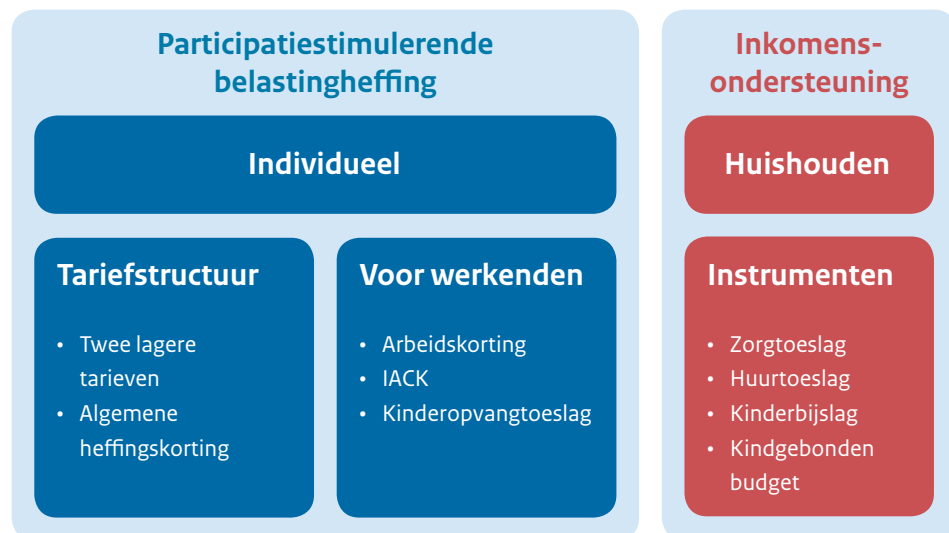 Participatiestimulerende
belastingheffing
Individueel
Tariefstructuur
• Twee lagere
tarieven
• Algemene
heffingskorting
Voor werkenden
• Arbeidskorting
• IACK
• Kinderopvangtoeslag
Inkomens-
ondersteuning
Huishouden
Instrumenten
• Zorgtoeslag
• Huurtoeslag
• Kinderbijslag
• Kindgebonden
budget